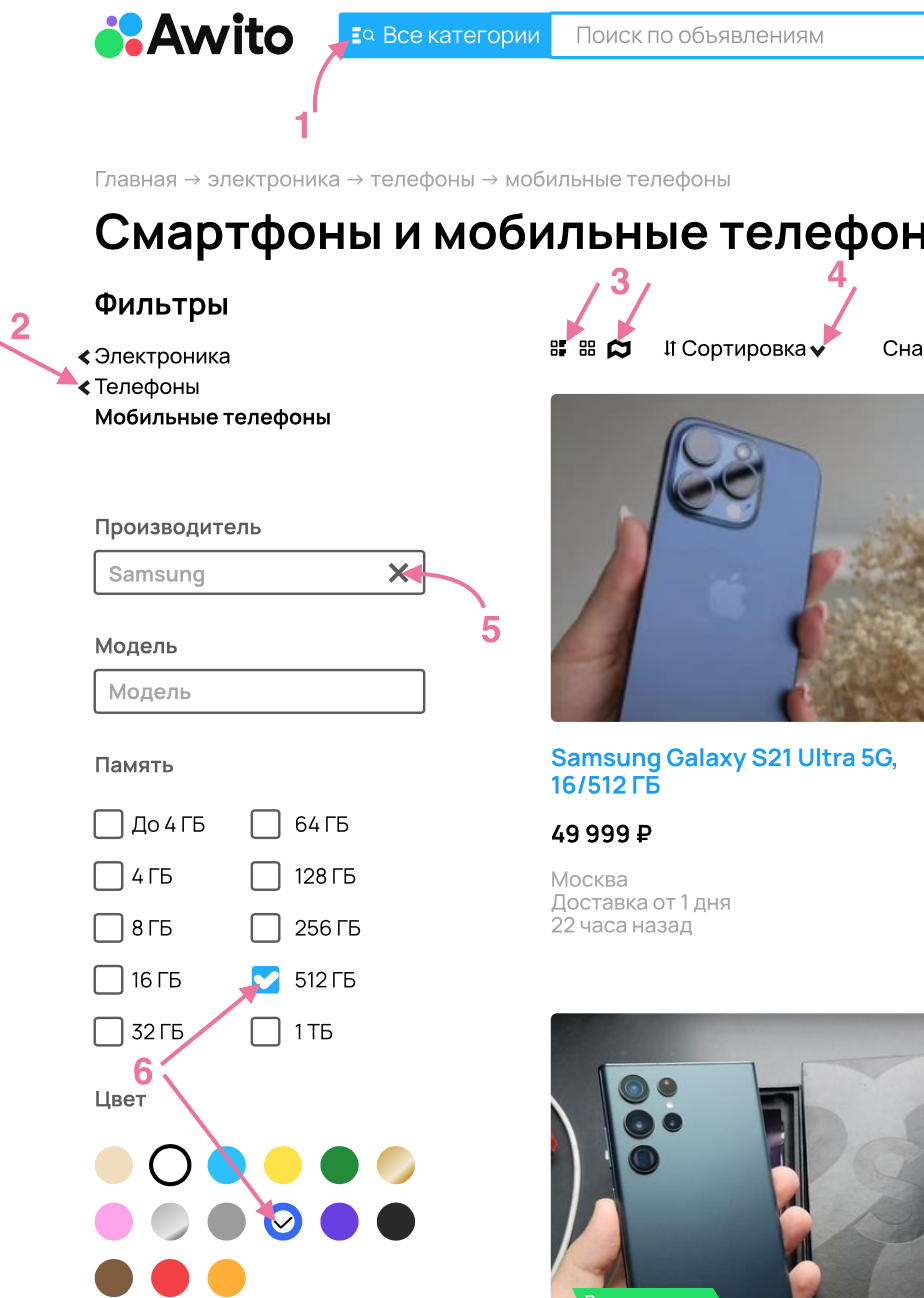 Awito
Все категории
Поиск по объявлениям
1
Главная → электроника → телефоны → мобильные телефоны
Смартфоны и мобильные телефон
Фильтры
3
4
2
Электроника
Телефоны
Мобильные телефоны
Сортировка
Сна
Производитель
Samsung
5
Модель
Модель
Память
До 4 ГБ
64 ГБ
4 ГБ
128 ГБ
8 ГБ
256 ГБ
16 ГБ
512 ГБ
32 ГБ
1 ТБ
6
Цвет
Samsung Galaxy S21 Ultra 5G,
16/512 ГБ
49 999 ₽
Москва
Доставка от 1 дня
22 часа назад